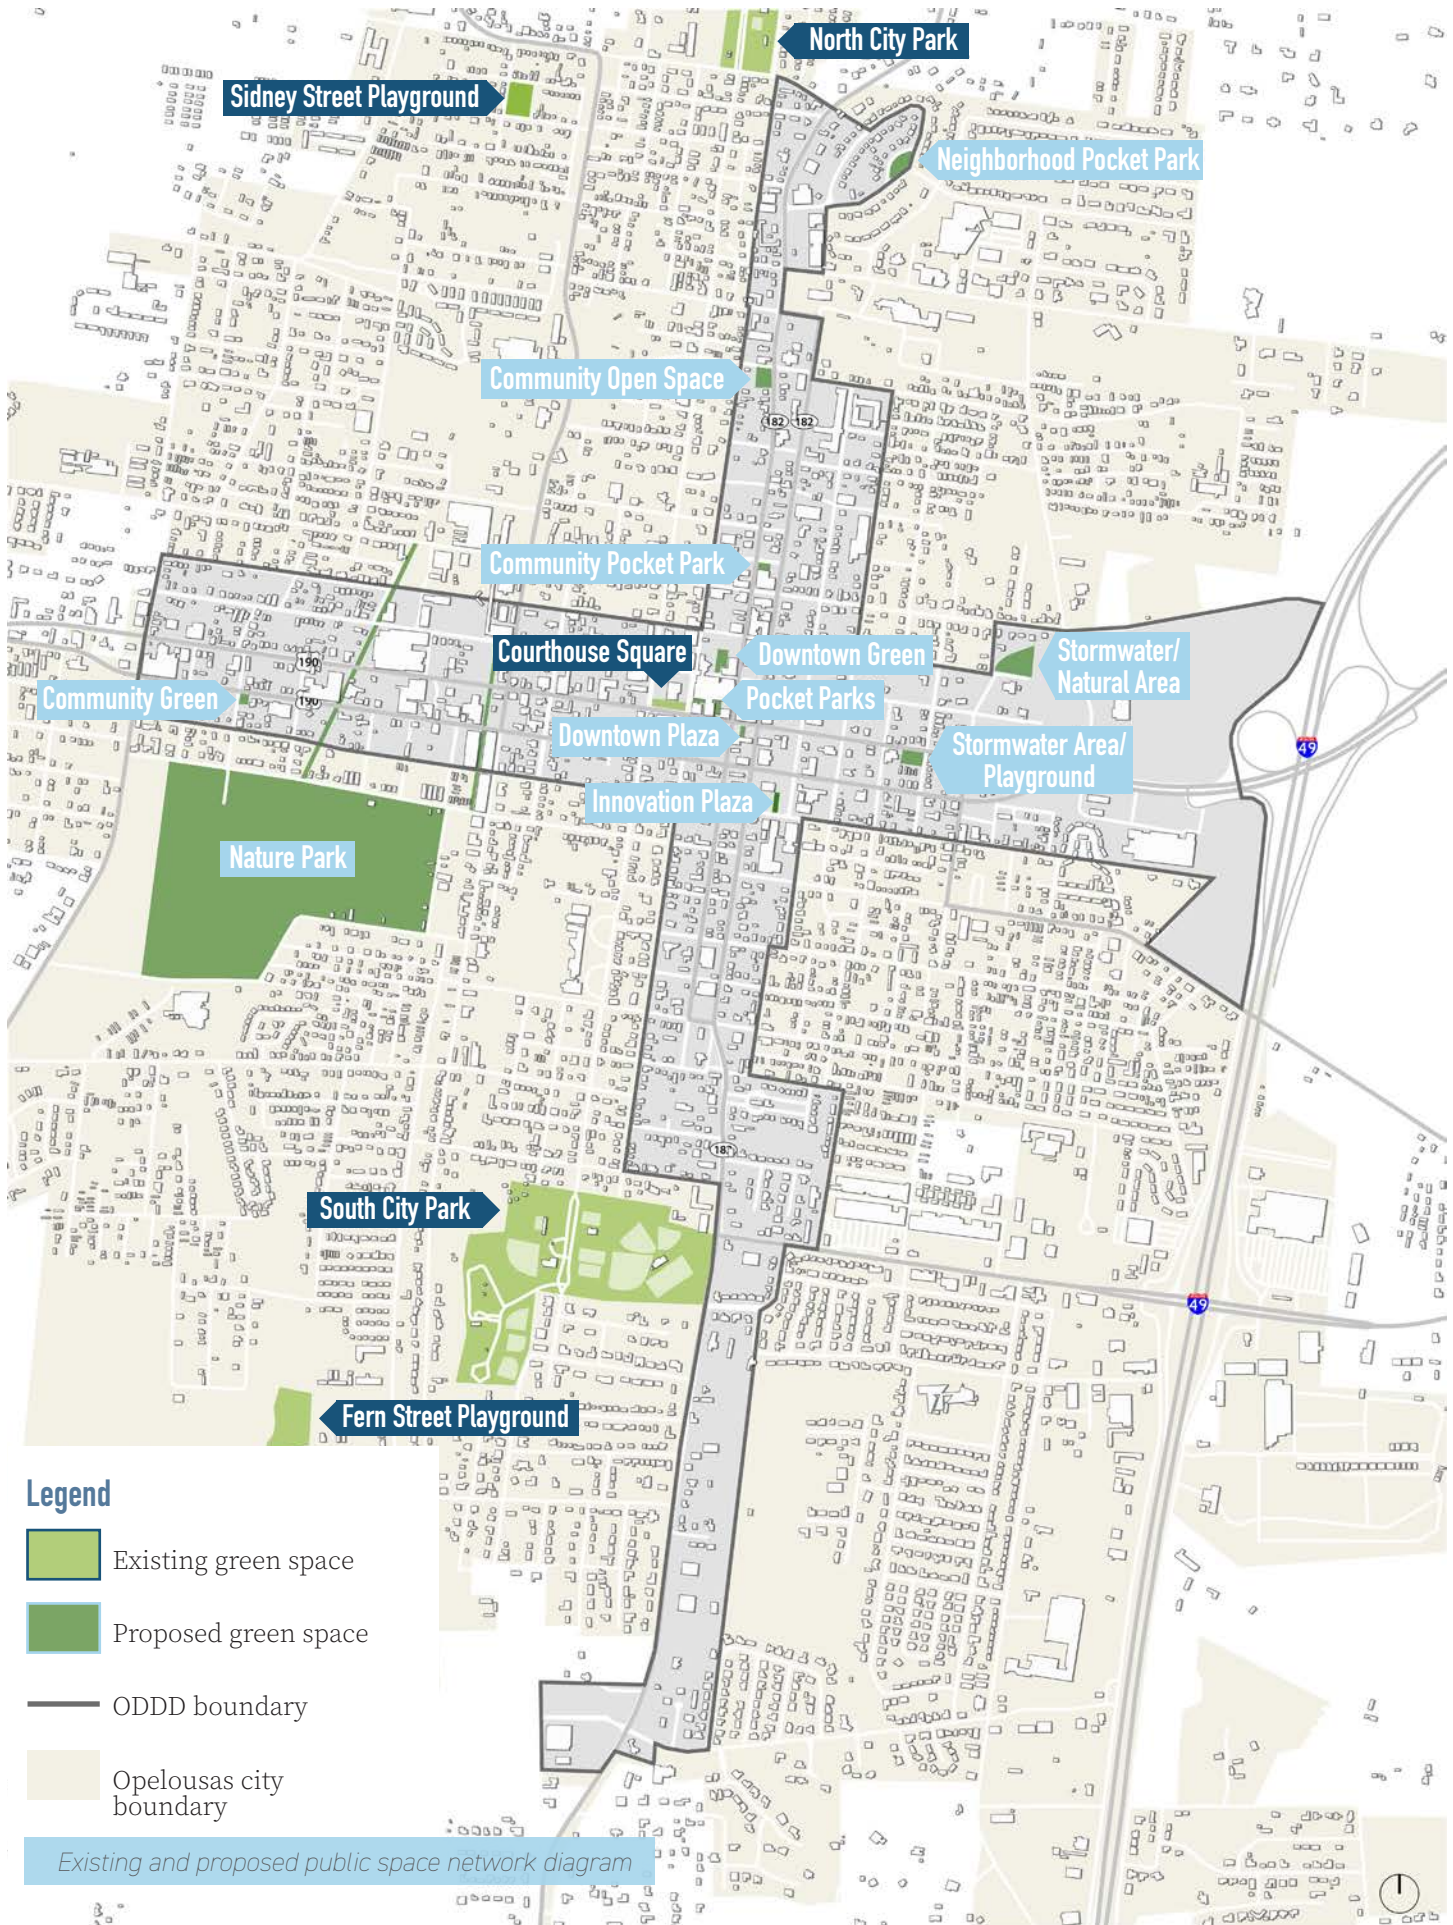 North City Park
Sidney Street Playground
Neighborhood Pocket Park
Community Open Space
182
182
Community Pocket Park
Courthouse Square
Downtown Green
Stormwater/
Natural Area
190
Community Green
190
Pocket Parks
Downtown Plaza
Stormwater Area/
Playground
49
Innovation Plaza
Nature Park
South City Park
49
Fern Street Playground
Legend
Existing green space
Proposed green space
ODDD boundary
Opelousas city
boundary
Existing and proposed public space network diagram